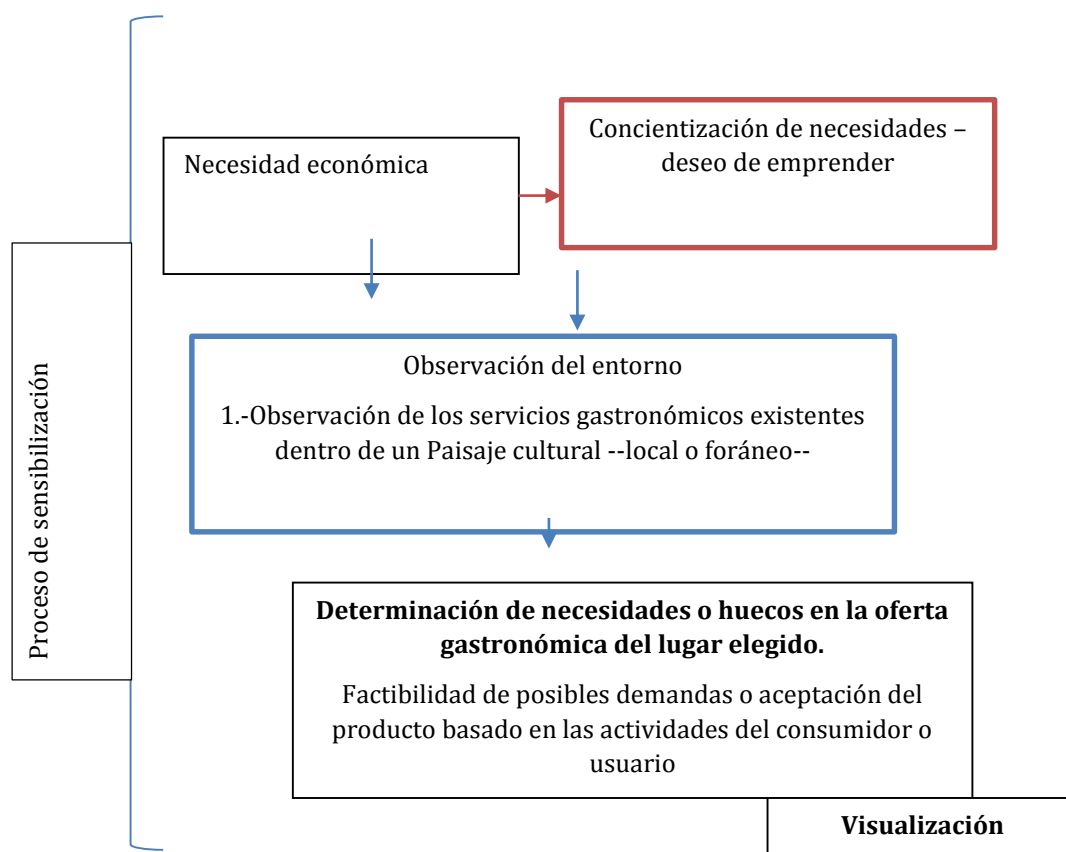 Proceso de sensibilización
Necesidad económica
Concientización de necesidades –
deseo de emprender
Observación del entorno
1.-Observación de los servicios gastronómicos existentes
dentro de un Paisaje cultural --local o foráneo--
Determinación de necesidades o huecos en la oferta
gastronómica del lugar elegido.
Factibilidad de posibles demandas o aceptación del
producto basado en las actividades del consumidor o
usuario
Visualización